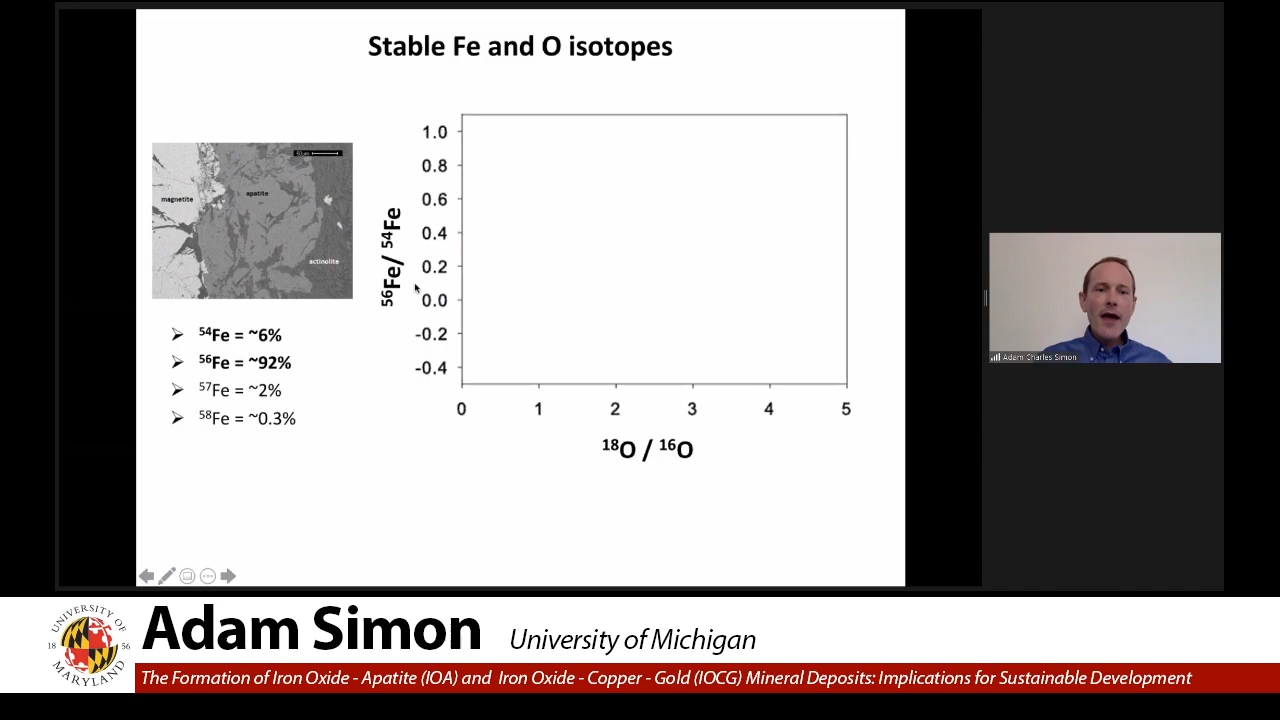 Stable Fe and O isotopes
magnetite
apatite
actinolite
⁵⁴Fe = ~6%
⁵⁶Fe = ~92%
⁵⁷Fe = ~2%
⁵⁸Fe = ~0.3%
⁵⁶Fe/ ⁵⁴Fe
1.0
0.8
0.6
0.4
0.2
0.0
-0.2
-0.4
0 1 2 3 4 5
¹⁸O / ¹⁶O
Adam Charles Simon
UNIVERSITY OF
18 56
MARYLAND
Adam Simon University of Michigan
The Formation of Iron Oxide - Apatite (IOA) and Iron Oxide - Copper - Gold (IOCG) Mineral Deposits: Implications for Sustainable Development